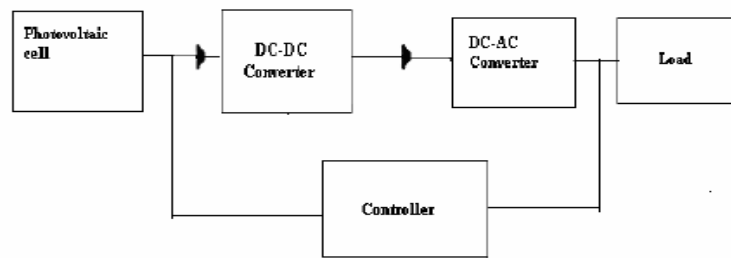 Photovoltaic
cell
DC-DC
Converter
DC-AC
Converter
Load
Controller